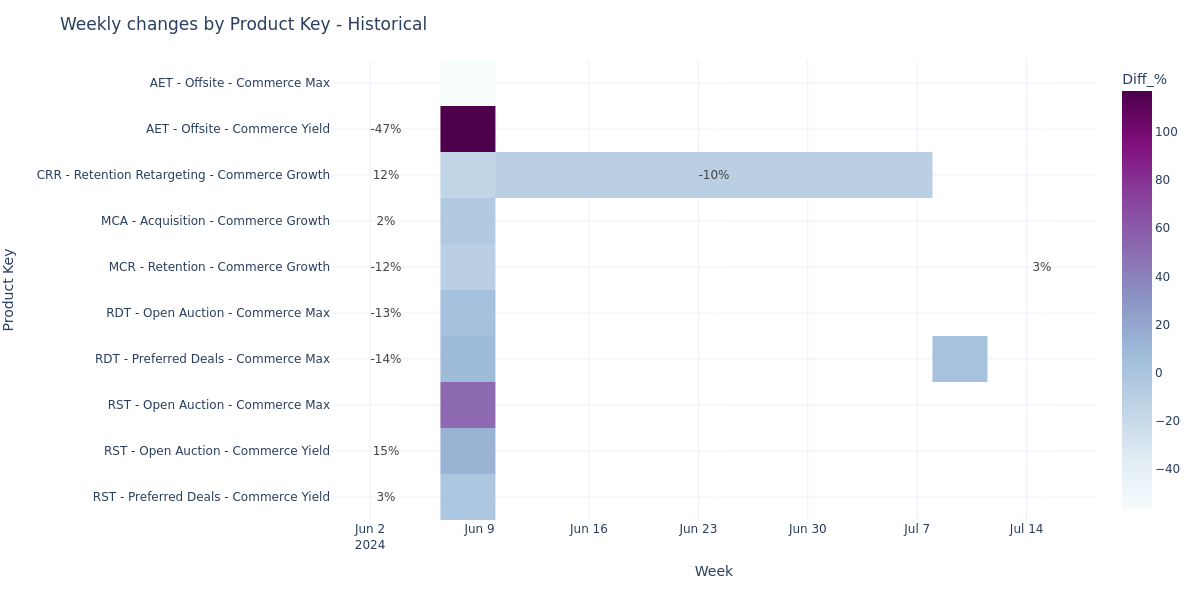 Weekly changes by Product Key - Historical
Diff_%
AET - Offsite - Commerce Max
AET - Offsite - Commerce Yield
-47%
CRR - Retention Retargeting - Commerce Growth
12%
-10%
MCA - Acquisition - Commerce Growth
2%
MCR - Retention - Commerce Growth
-12%
3%
RDT - Open Auction - Commerce Max
-13%
RDT - Preferred Deals - Commerce Max
-14%
RST - Open Auction - Commerce Max
RST - Open Auction - Commerce Yield
15%
RST - Preferred Deals - Commerce Yield
3%
100
80
60
40
20
0
−20
−40
Jun 2
2024
Jun 9
Jun 16
Jun 23
Jun 30
Jul 7
Jul 14
Week
Product Key